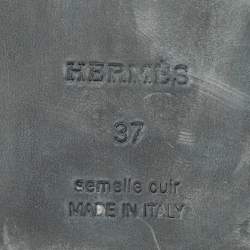 HERMÈS
37
semelle cuir
MADE IN ITALY